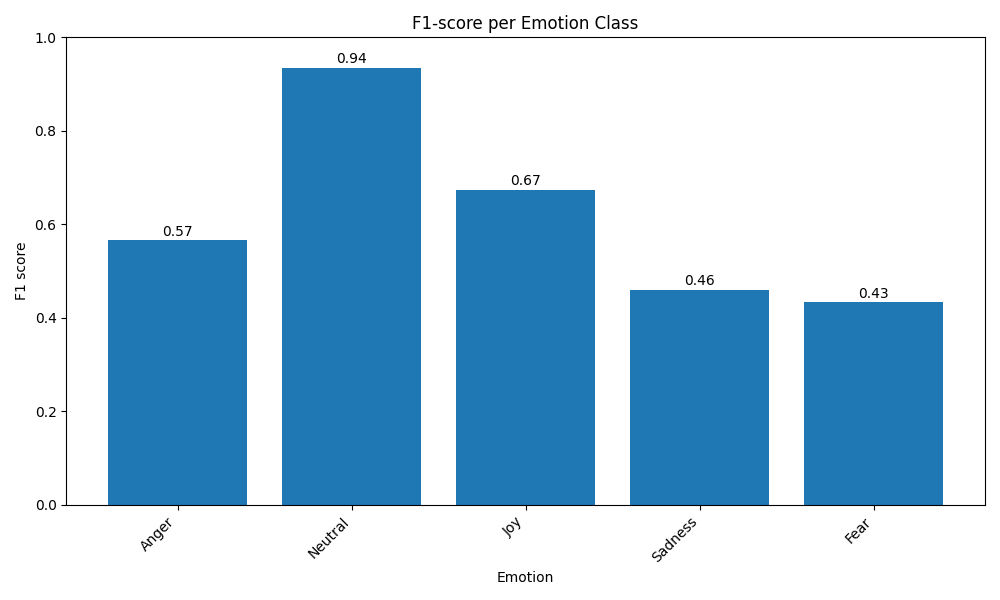 F1-score per Emotion Class
F1 score
1.0
0.8
0.6
0.4
0.2
0.0
0.57
0.94
0.67
0.46
0.43
Anger
Neutral
Joy
Sadness
Fear
Emotion